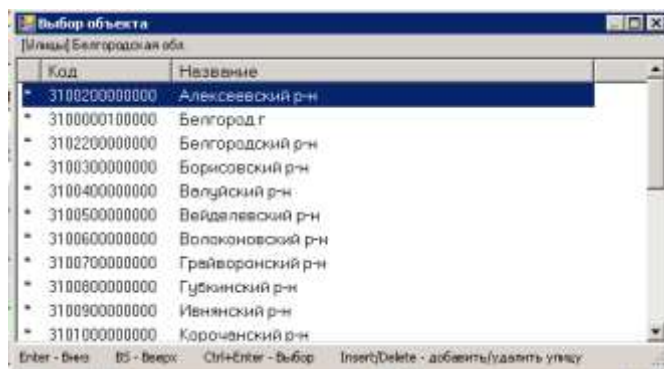 Выбор объекта
[Улицы] Белгородская обл
Код Название
* 3100200000000 Алексеевский р-н
* 3100000100000 Белгород г
* 3102200000000 Белгородский р-н
* 3100300000000 Борисовский р-н
* 3100400000000 Валуйский р-н
* 3100500000000 Вейделевский р-н
* 3100600000000 Волоконовский р-н
* 3100700000000 Грайворонский р-н
* 3100800000000 Губкинский р-н
* 3100900000000 Ивнянский р-н
* 3101000000000 Корочанский р-н
Enter - Вниз BS - Вверх Ctrl+Enter - Выбор Insert/Delete - добавить/удалить улицу